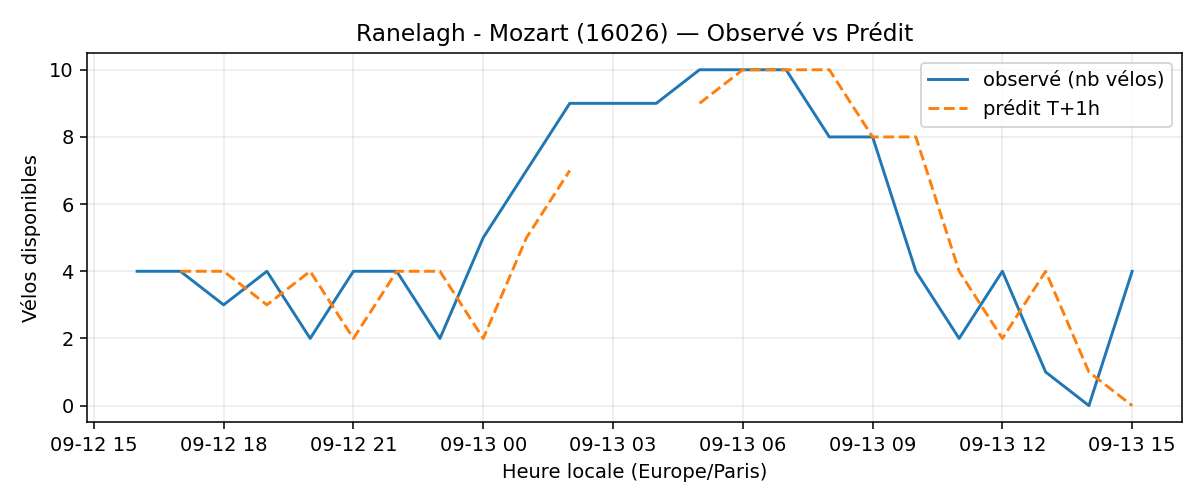 Ranelagh - Mozart (16026) — Observé vs Prédit
observé (nb vélos)
prédit T+1h
Vélos disponibles
10
8
6
4
2
0
09-12 15 09-12 18 09-12 21 09-13 00 09-13 03 09-13 06 09-13 09 09-13 12 09-13 15
Heure locale (Europe/Paris)